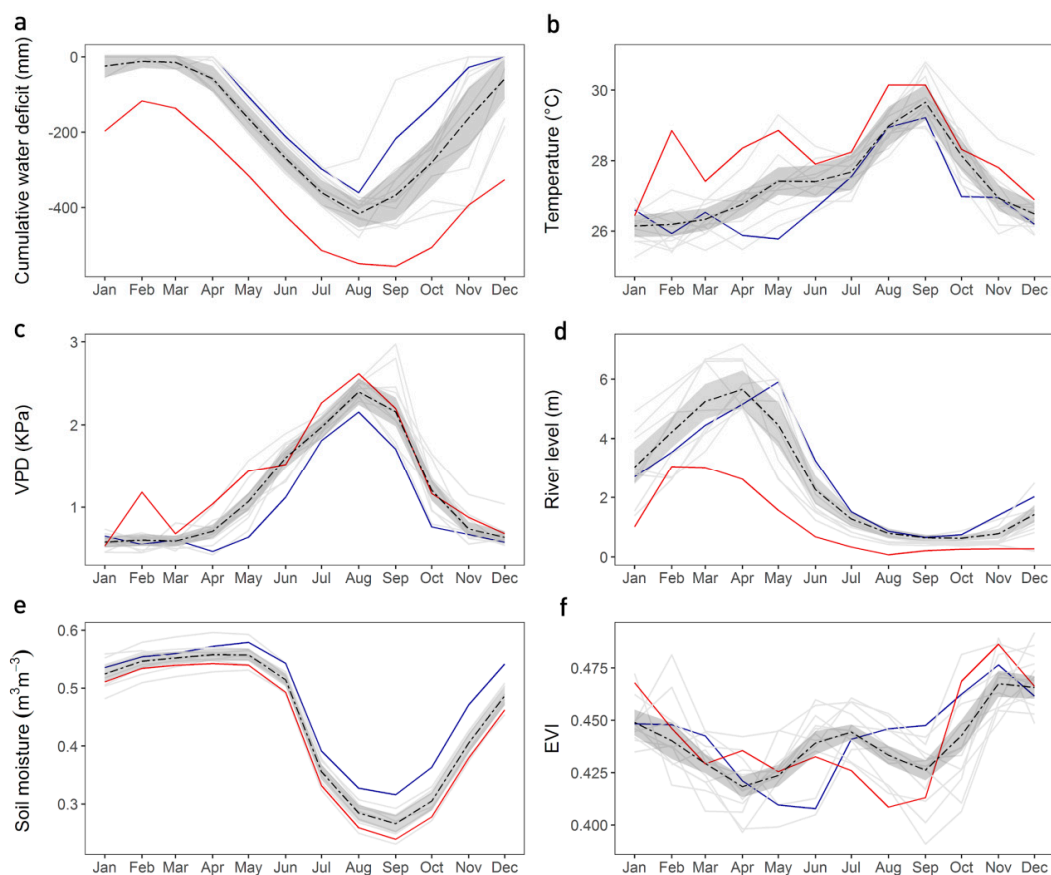 a
Cumulative water deficit (mm)
0
-200
-400
Jan Feb Mar Apr May Jun Jul Aug Sep Oct Nov Dec
b
Temperature (°C)
30
28
26
Jan Feb Mar Apr May Jun Jul Aug Sep Oct Nov Dec
c
VPD (KPa)
3
2
1
Jan Feb Mar Apr May Jun Jul Aug Sep Oct Nov Dec
d
River level (m)
6
4
2
0
Jan Feb Mar Apr May Jun Jul Aug Sep Oct Nov Dec
e
Soil moisture (m³m⁻³)
0.6
0.5
0.4
0.3
Jan Feb Mar Apr May Jun Jul Aug Sep Oct Nov Dec
f
EVI
0.475
0.450
0.425
0.400
Jan Feb Mar Apr May Jun Jul Aug Sep Oct Nov Dec